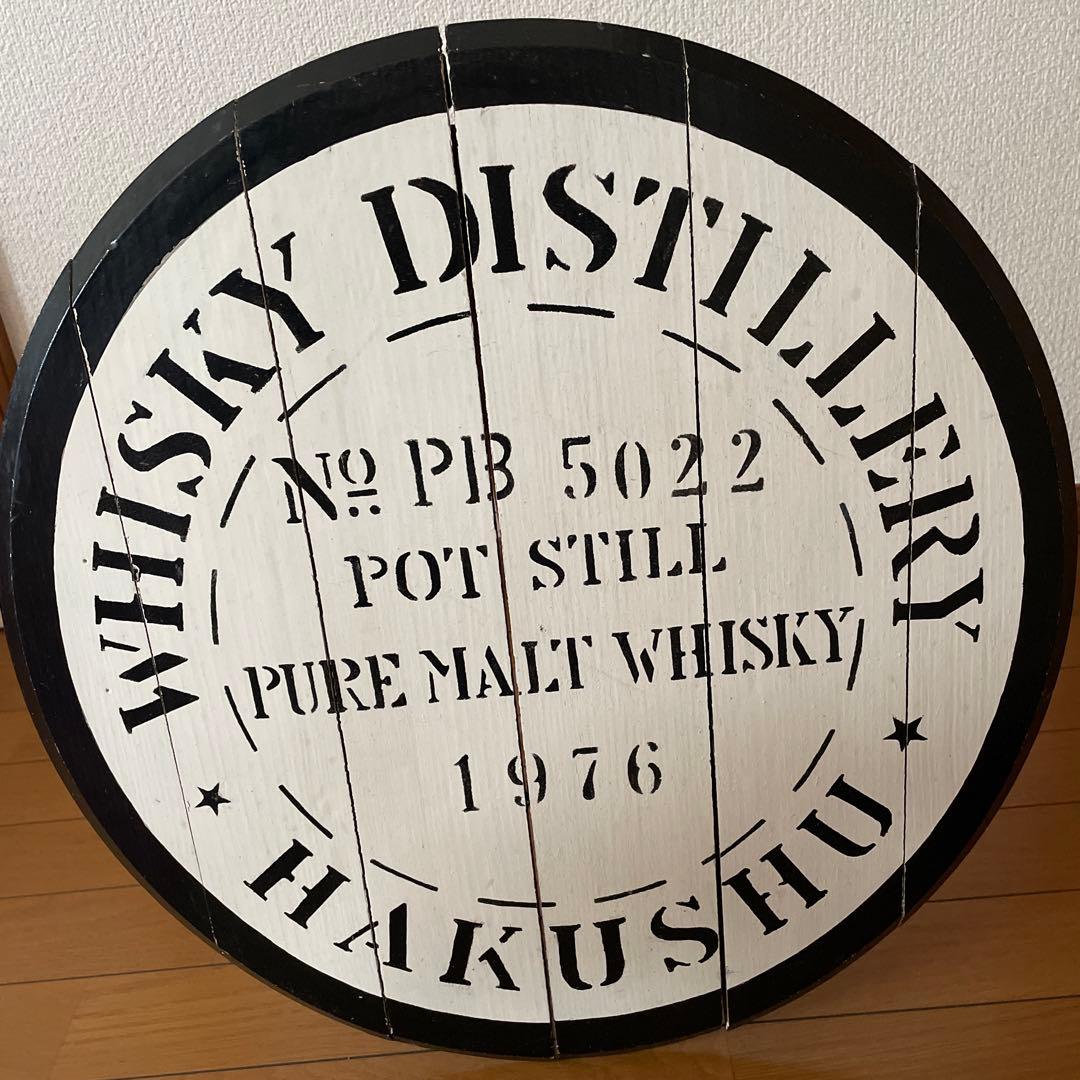 WHISKY DISTILLERY
Nº PB 5022
POT STILL
PURE MALT WHISKY
1976
★ HAKUSHU ★